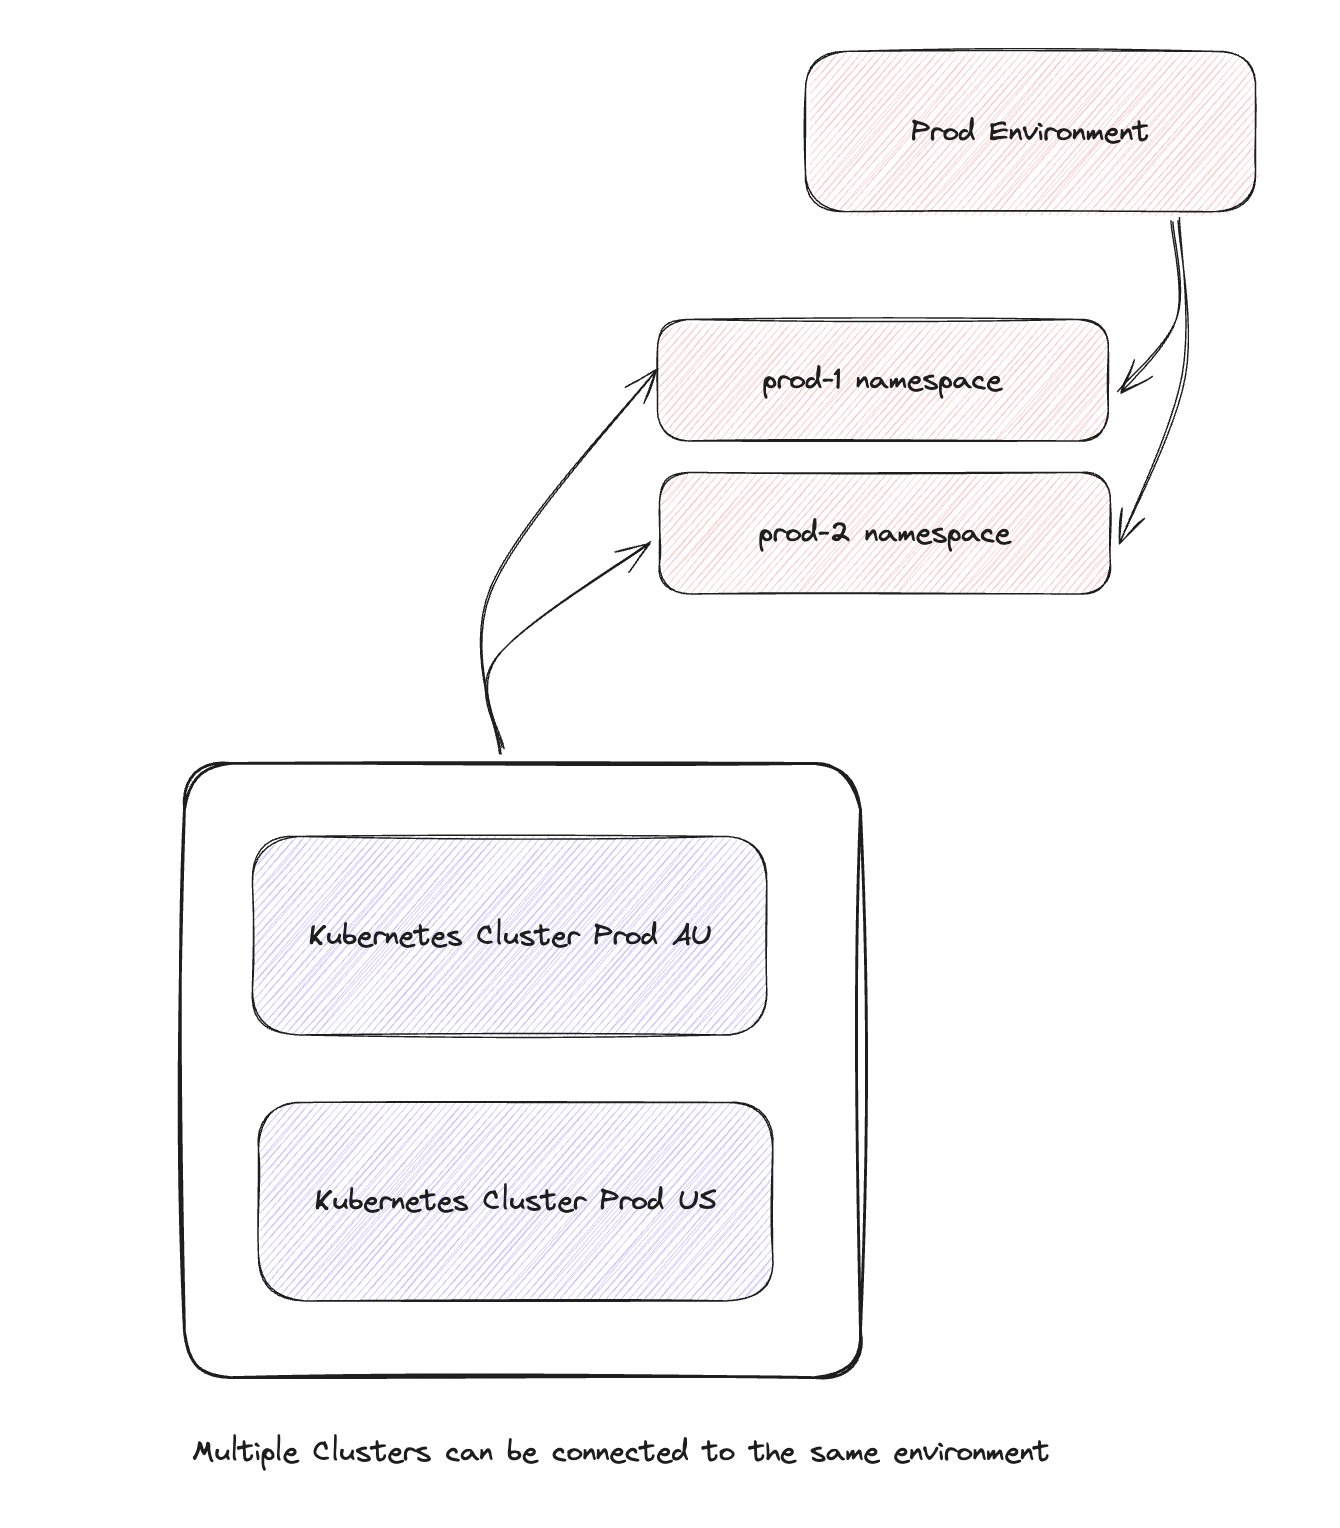 Prod Environment
prod-1 namespace
prod-2 namespace
Kubernetes Cluster Prod AU
Kubernetes Cluster Prod US
Multiple Clusters can be connected to the same environment